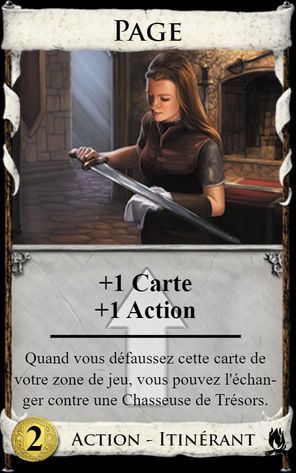 PAGE
+1 Carte
+1 Action
Quand vous défaussez cette carte de
votre zone de jeu, vous pouvez l'échan-
ger contre une Chasseuse de Trésors.
2 ACTION - ITINÉRANT